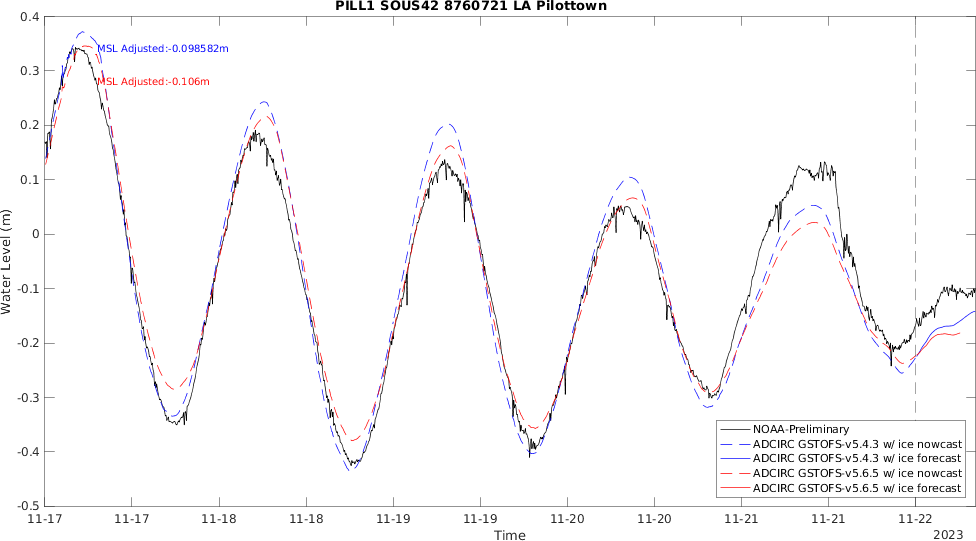 PILL1 SOUS42 8760721 LA Pilottown
0.4
0.3
0.2
0.1
0
-0.1
-0.2
-0.3
-0.4
-0.5
Water Level (m)
MSL Adjusted:-0.098582m
MSL Adjusted:-0.106m
NOAA-Preliminary
ADCIRC GSTOFS-v5.4.3 w/ ice nowcast
ADCIRC GSTOFS-v5.4.3 w/ ice forecast
ADCIRC GSTOFS-v5.6.5 w/ ice nowcast
ADCIRC GSTOFS-v5.6.5 w/ ice forecast
11-17 11-17 11-18 11-18 11-19 11-19 11-20 11-20 11-21 11-21 11-22
Time
2023